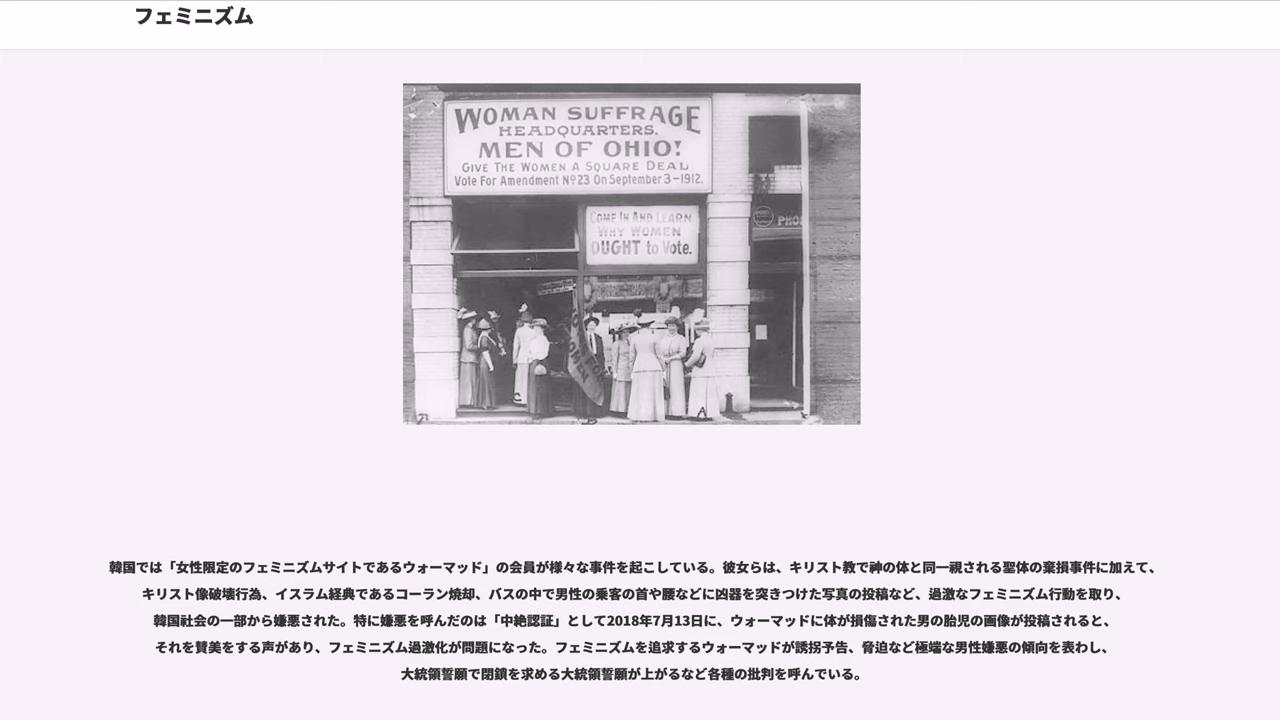 フェミニズム
WOMAN SUFFRAGE
HEADQUARTERS.
MEN OF OHIO!
GIVE THE WOMEN A SQUARE DEAL
Vote For Amendment Nº23 On September 3-1912.
COME IN AND LEARN
WHY WOMEN
OUGHT to Vote.
韓国では「女性限定のフェミニズムサイトであるウォーマッド」の会員が様々な事件を起こしている。彼女らは、キリスト教で神の体と同一視される聖体の棄損事件に加えて、
キリスト像破壊行為、イスラム経典であるコーラン焼却、バスの中で男性の乗客の首や腰などに凶器を突きつけた写真の投稿など、過激なフェミニズム行動を取り、
韓国社会の一部から嫌悪された。特に嫌悪を呼んだのは「中絶認証」として2018年7月13日に、ウォーマッドに体が損傷された男の胎児の画像が投稿されると、
それを賛美をする声があり、フェミニズム過激化が問題になった。フェミニズムを追求するウォーマッドが誘拐予告、脅迫など極端な男性嫌悪の傾向を表わし、
大統領誓願で閉鎖を求める大統領誓願が上がるなど各種の批判を呼んでいる。